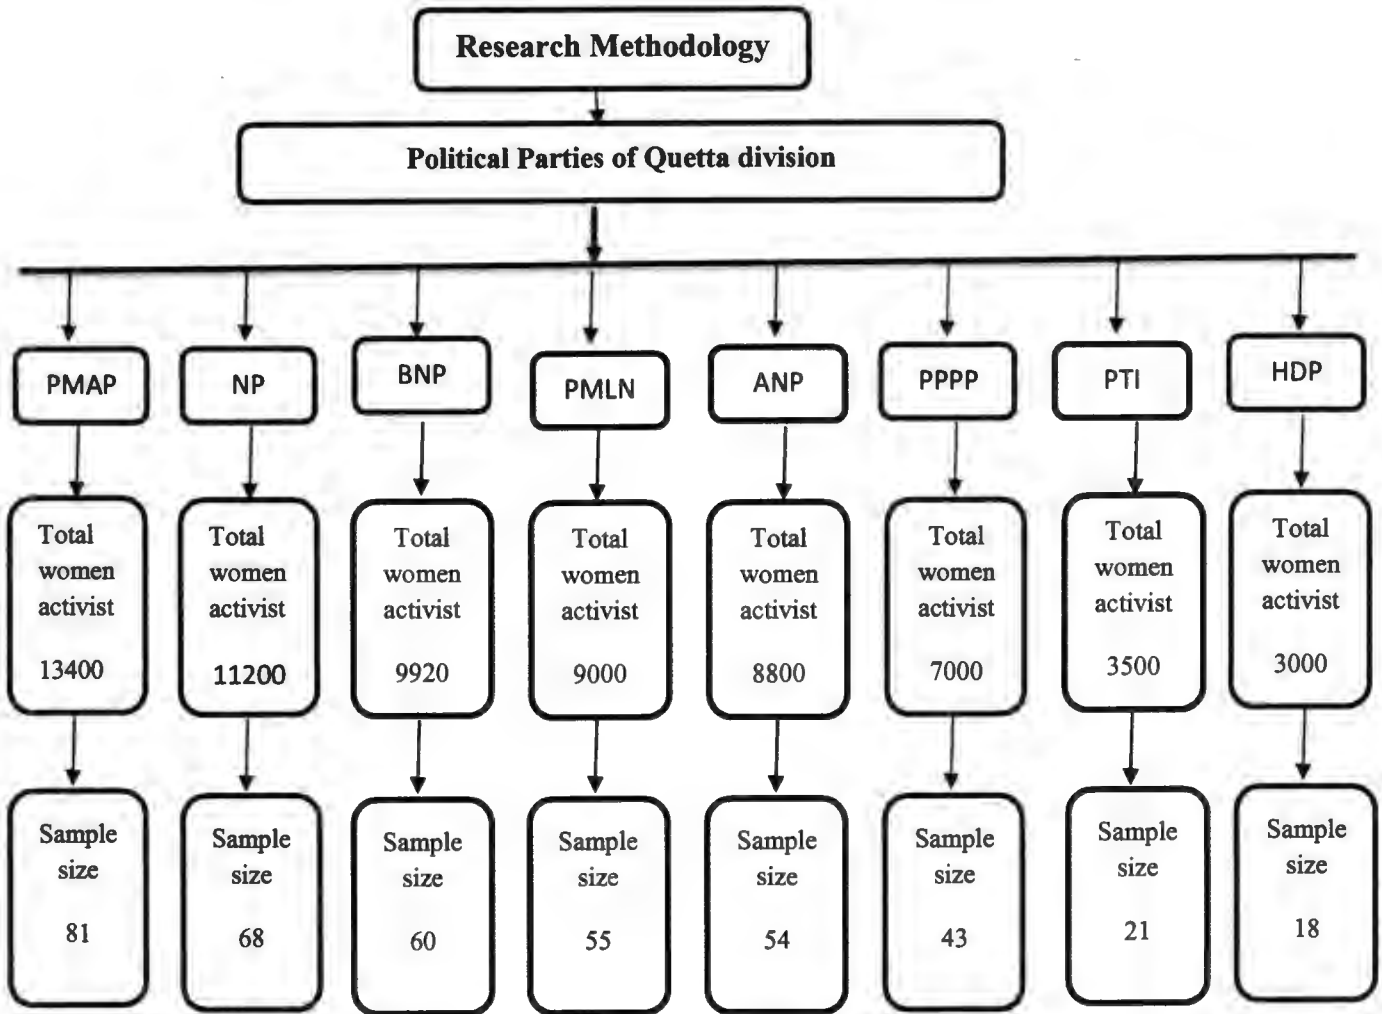 Research Methodology
Political Parties of Quetta division
PMAP
NP
BNP
PMLN
ANP
PPPP
PTI
HDP
Total
women
activist
13400
Total
women
activist
11200
Total
women
activist
9920
Total
women
activist
9000
Total
women
activist
8800
Total
women
activist
7000
Total
women
activist
3500
Total
women
activist
3000
Sample
size
81
Sample
size
68
Sample
size
60
Sample
size
55
Sample
size
54
Sample
size
43
Sample
size
21
Sample
size
18